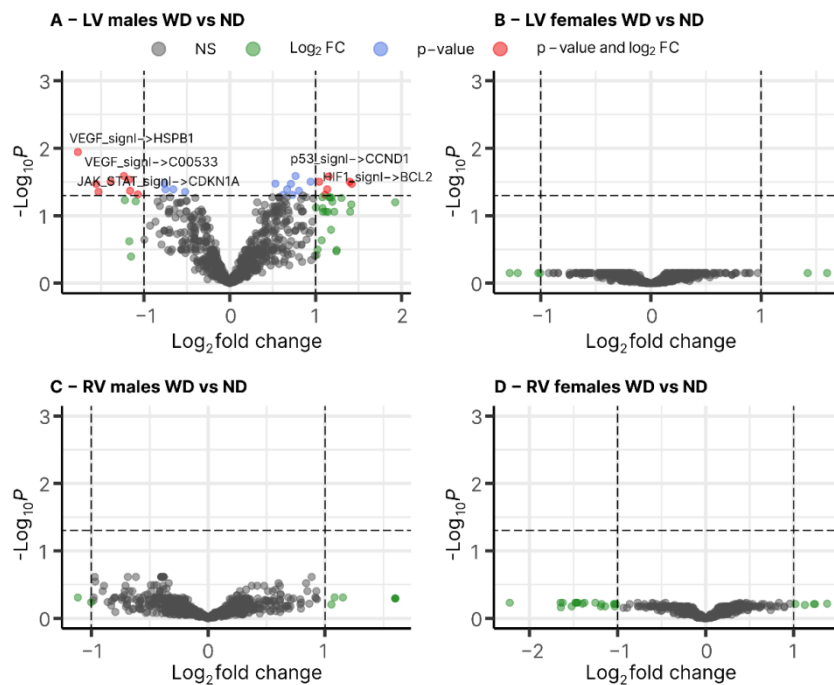 A – LV males WD vs ND
B – LV females WD vs ND
NS
Log₂ FC
p–value
p – value and log₂ FC
3
2
1
0
-Log₁₀P
VEGF_signl–>HSPB1
VEGF_signl–>C00533
JAK_STAT_signl–>CDKN1A
p53_signl–>CCND1
HIF1_signl–>BCL2
−1
0
1
2
Log₂fold change
3
2
1
0
-Log₁₀P
−1
0
1
Log₂fold change
C – RV males WD vs ND
D – RV females WD vs ND
3
2
1
0
-Log₁₀P
−1
0
1
Log₂fold change
3
2
1
0
-Log₁₀P
−2
−1
0
1
Log₂fold change